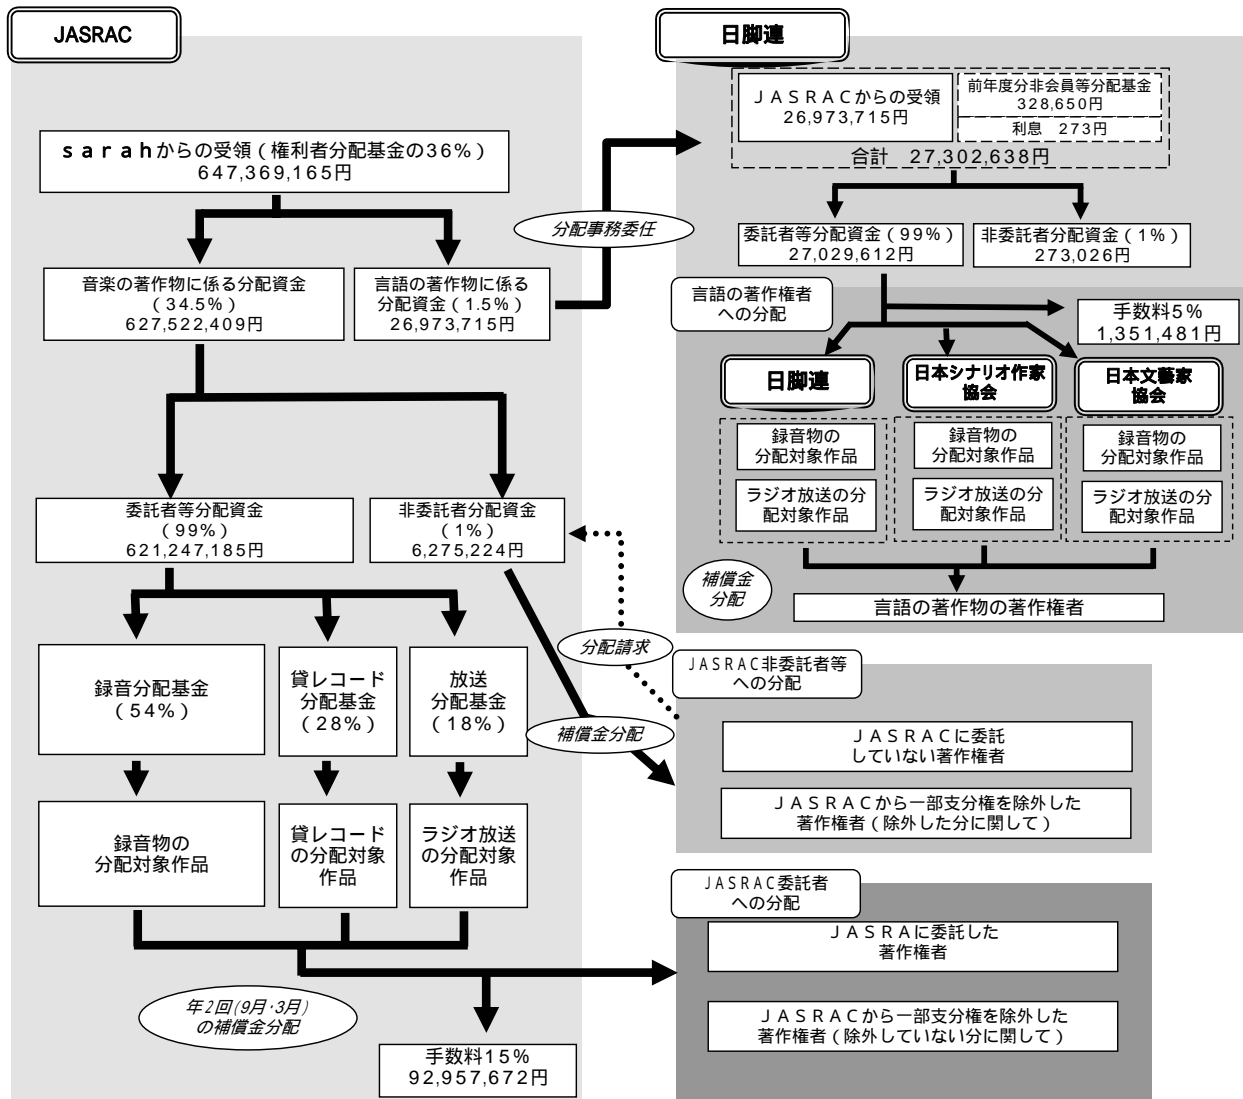 JASRAC
sarahからの受領（権利者分配基金の36%）
647,369,165円
音楽の著作物に係る分配資金
（34.5%）
627,522,409円
言語の著作物に係る
分配資金（1.5%）
26,973,715円
分配事務委任
委託者等分配資金
（99%）
621,247,185円
非委託者分配資金
（1%）
6,275,224円
録音分配基金
（54%）
貸レコード
分配基金
（28%）
放送
分配基金
（18%）
録音物の
分配対象作品
貸レコード
の分配対象
作品
ラジオ放送
の分配対象
作品
年2回(9月・3月)
の補償金分配
手数料15%
92,957,672円
日脚連
ＪＡＳＲＡＣからの受領
26,973,715円
前年度分非会員等分配基金
328,650円
利息　273円
合計　27,302,638円
委託者等分配資金（99%）
27,029,612円
非委託者分配資金（1%）
273,026円
言語の著作権者
への分配
手数料5%
1,351,481円
日脚連
日本シナリオ作家
協会
日本文藝家
協会
録音物の
分配対象作品
ラジオ放送の分
配対象作品
録音物の
分配対象作品
ラジオ放送の分
配対象作品
録音物の
分配対象作品
ラジオ放送の分
配対象作品
補償金
分配
言語の著作物の著作権者
分配請求
補償金分配
JASRAC非委託者等
への分配
ＪＡＳＲＡＣに委託
していない著作権者
ＪＡＳＲＡＣから一部支分権を除外した
著作権者（除外した分に関して）
JASRAC委託者
への分配
ＪＡＳＲＡに委託した
著作権者
ＪＡＳＲＡＣから一部支分権を除外した
著作権者（除外していない分に関して）